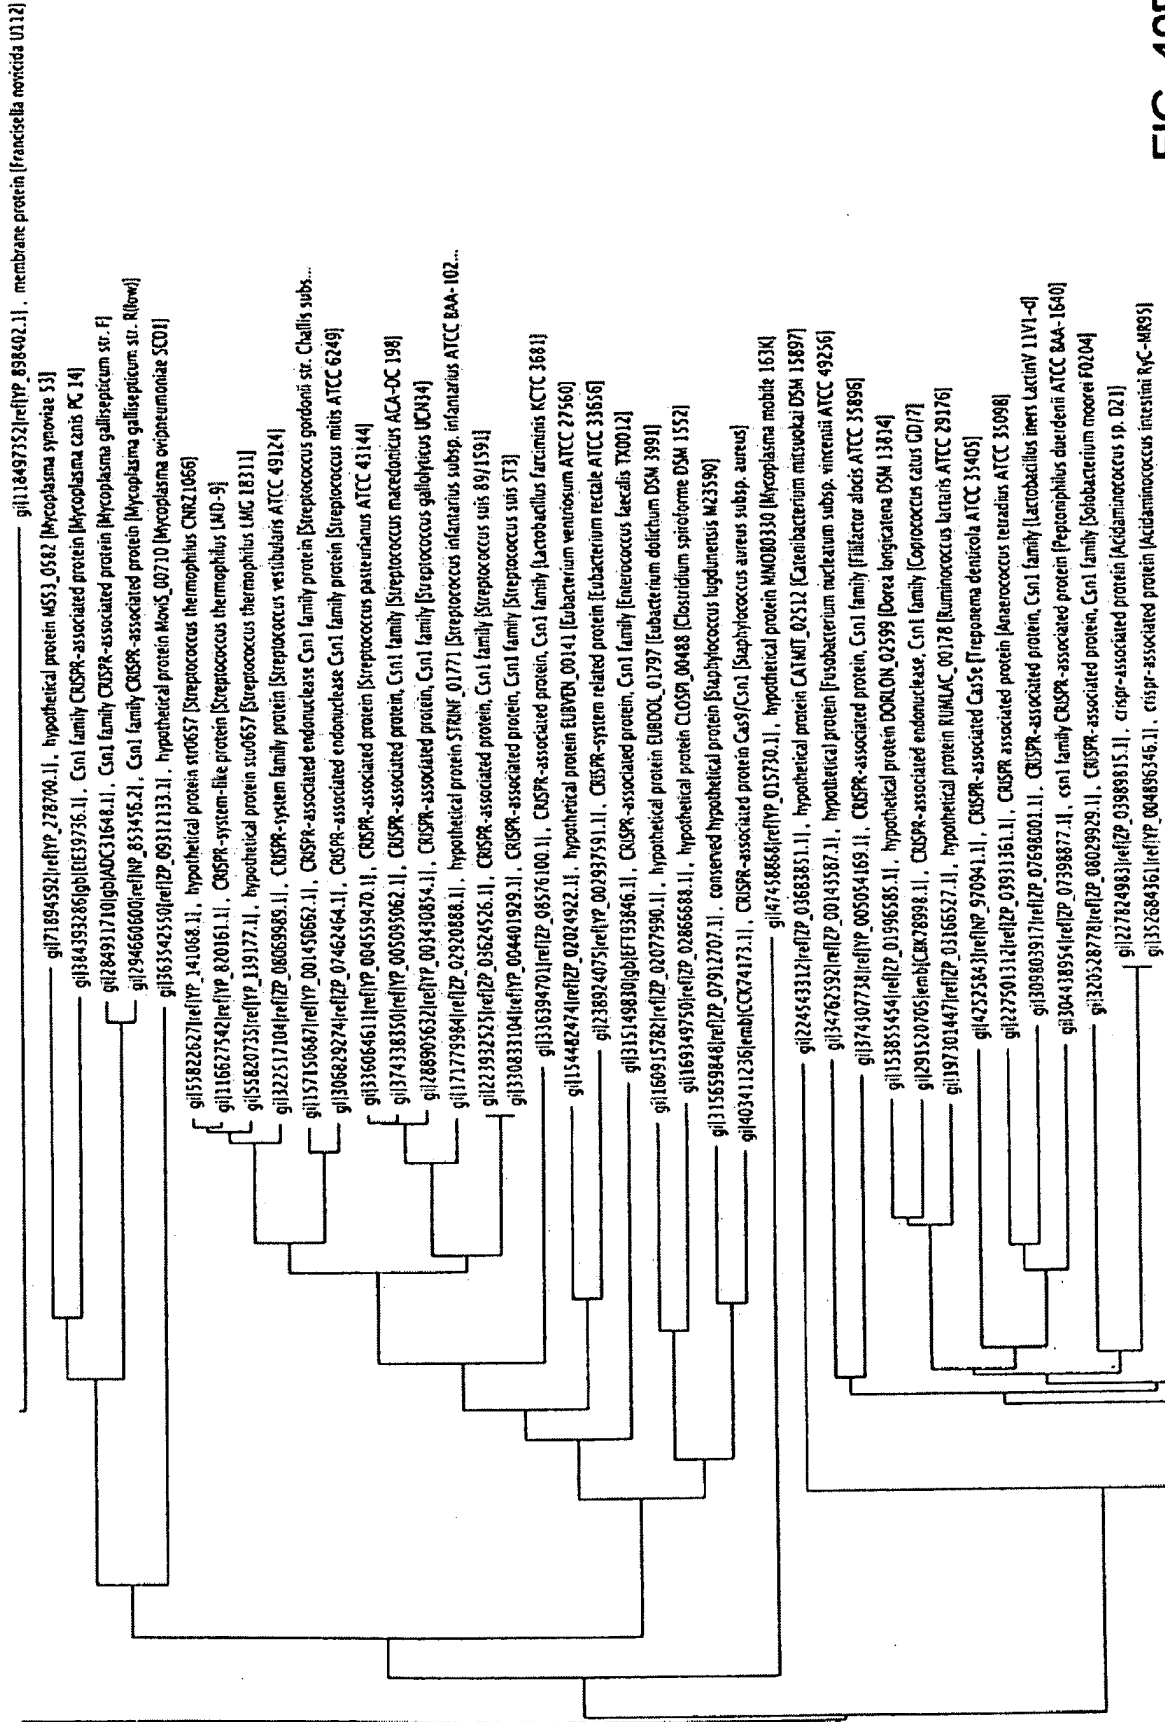 gi|118497352|ref|YP_898402.1|, membrane protein [Francisella novicida U112]
gi|71894592|ref|YP_278700.1|, hypothetical protein MS53_0582 [Mycoplasma synoviae 53]
gi|384393286|gb|EIE39736.1|, Csn1 family CRISPR-associated protein [Mycoplasma canis PG 14]
gi|284931710|gb|ADC31648.1|, Csn1 family CRISPR-associated protein [Mycoplasma gallisepticum str. F]
gi|294660600|ref|NP_853456.2|, Csn1 family CRISPR-associated protein [Mycoplasma gallisepticum str. R(low)]
gi|363542550|ref|ZP_09312133.1|, hypothetical protein MoviS_00710 [Mycoplasma ovipneumoniae SC01]
gi|55822627|ref|YP_141068.1|, hypothetical protein str0657 [Streptococcus thermophilus CNRZ1066]
gi|116627542|ref|YP_820161.1|, CRISPR-system-like protein [Streptococcus thermophilus LMD-9]
gi|55820735|ref|YP_139177.1|, hypothetical protein stu0657 [Streptococcus thermophilus LMG 18311]
gi|322517104|ref|ZP_08069989.1|, CRISPR-system family protein [Streptococcus vestibularis ATCC 49124]
gi|157150687|ref|YP_001450662.1|, CRISPR-associated endonuclease Csn1 family protein [Streptococcus gordonii str. Challis subs...
gi|306829274|ref|ZP_07462464.1|, CRISPR-associated endonuclease Csn1 family protein [Streptococcus mitis ATCC 6249]
gi|336064611|ref|YP_004559470.1|, CRISPR-associated protein [Streptococcus pasteurianus ATCC 43144]
gi|374338350|ref|YP_005095062.1|, CRISPR-associated protein, Csn1 family [Streptococcus macedonicus ACA-DC 198]
gi|288905632|ref|YP_003430854.1|, CRISPR-associated protein, Csn1 family [Streptococcus gallolyticus UCN34]
gi|171779984|ref|ZP_02920888.1|, hypothetical protein STRINF_01771 [Streptococcus infantarius subsp. infantarius ATCC BAA-102...
gi|223932525|ref|ZP_03624526.1|, CRISPR-associated protein, Csn1 family [Streptococcus suis 89/1591]
gi|330833104|ref|YP_004401929.1|, CRISPR-associated protein, Csn1 family [Streptococcus suis ST3]
gi|336394701|ref|ZP_08576100.1|, CRISPR-associated protein, Csn1 family [Lactobacillus farciminis KCTC 3681]
gi|154482474|ref|ZP_02024922.1|, hypothetical protein EUBVEN_00141 [Eubacterium ventriosum ATCC 27560]
gi|238924075|ref|YP_002937591.1|, CRISPR-system related protein [Eubacterium rectale ATCC 33656]
gi|315149830|gb|EFT93846.1|, CRISPR-associated protein, Csn1 family [Enterococcus faecalis TX0012]
gi|160915782|ref|ZP_02077990.1|, hypothetical protein EUBDOL_01797 [Eubacterium dolichum DSM 3991]
gi|169349750|ref|ZP_02866688.1|, hypothetical protein CLOSPI_00488 [Clostridium spiroforme DSM 1552]
gi|315659848|ref|ZP_07912707.1|, conserved hypothetical protein [Staphylococcus lugdunensis M23590]
gi|403411236|emb|CCK74173.1|, CRISPR-associated protein Cas9/Csn1 [Staphylococcus aureus subsp. aureus]
gi|47458868|ref|YP_015730.1|, hypothetical protein MMOB0330 [Mycoplasma mobile 163K]
gi|224543312|ref|ZP_03683851.1|, hypothetical protein CATMIT_02512 [Catenibacterium mitsuokai DSM 15897]
gi|34762592|ref|ZP_00143587.1|, hypothetical protein [Fusobacterium nucleatum subsp. vincentii ATCC 49256]
gi|374307738|ref|YP_005054169.1|, CRISPR-associated protein, Csn1 family [Filifactor alocis ATCC 35896]
gi|153855454|ref|ZP_01996585.1|, hypothetical protein DORLON_02599 [Dorea longicatena DSM 13814]
gi|291520705|emb|CBK78998.1|, CRISPR-associated endonuclease, Csn1 family [Coprococcus catus GD/7]
gi|197301447|ref|ZP_03166527.1|, hypothetical protein RUMLAC_00178 [Ruminococcus lactaris ATCC 29176]
gi|42525843|ref|NP_970941.1|, CRISPR-associated Cas5e [Treponema denticola ATCC 35405]
gi|227501312|ref|ZP_03931361.1|, CRISPR associated protein [Anaerococcus tetradius ATCC 35098]
gi|309803917|ref|ZP_07698001.1|, CRISPR-associated protein, Csn1 family [Lactobacillus iners LactinV 11V1-d]
gi|304438954|ref|ZP_07398877.1|, csn1 family CRISPR-associated protein [Peptoniphilus duerdenii ATCC BAA-1640]
gi|320528778|ref|ZP_08029929.1|, CRISPR-associated protein, Csn1 family [Solobacterium moorei F0204]
gi|227824983|ref|ZP_03989815.1|, crispr-associated protein [Acidaminococcus sp. D21]
gi|352684361|ref|YP_004896346.1|, crispr-associated protein [Acidaminococcus intestini RyC-MR95]